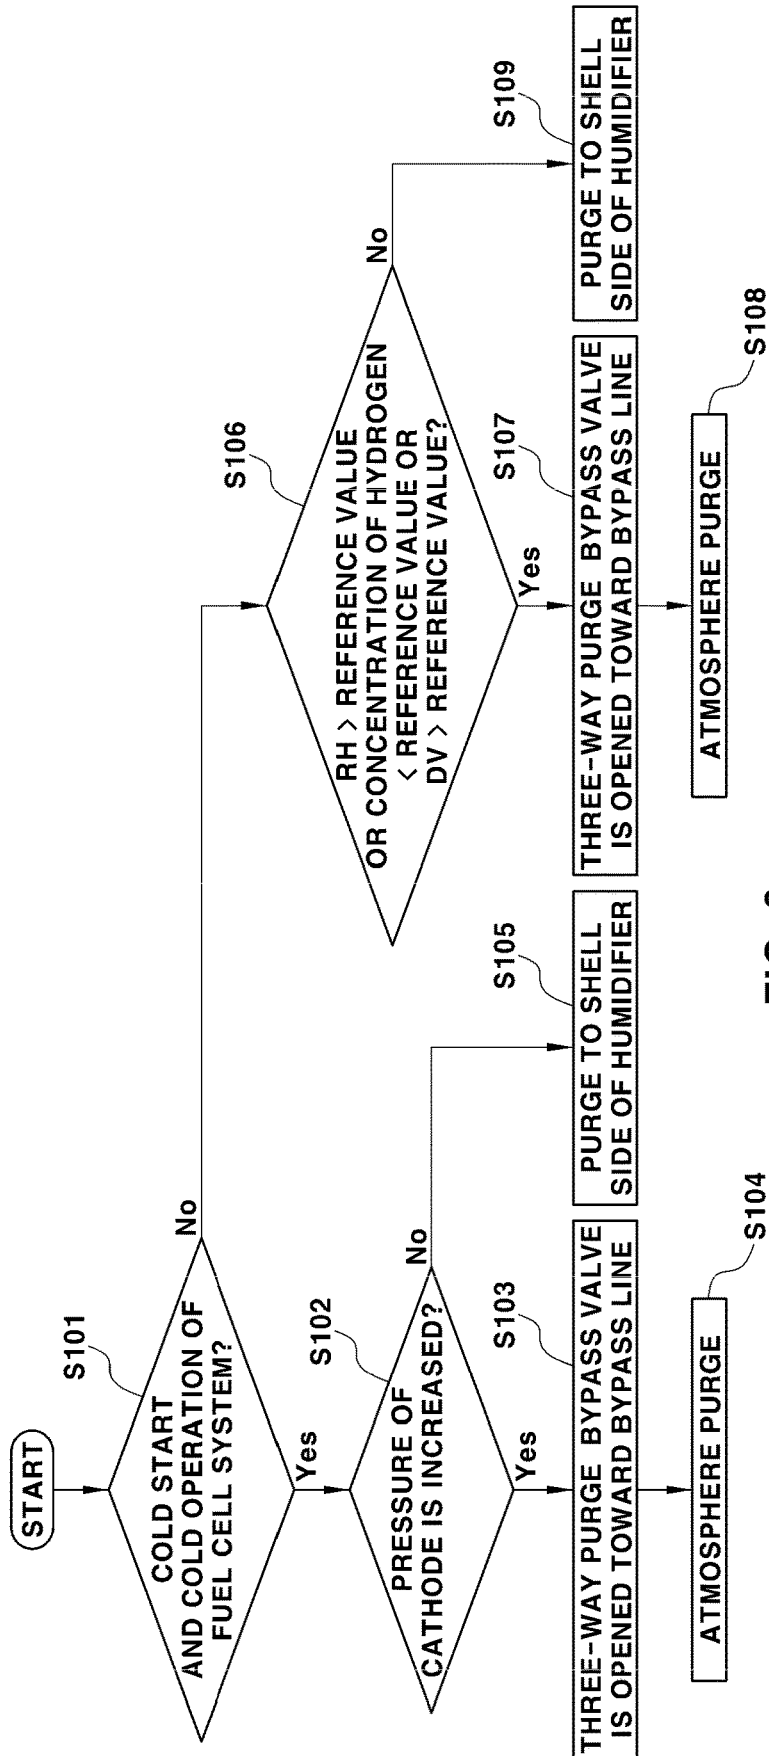 START
S101
COLD START
AND COLD OPERATION OF
FUEL CELL SYSTEM?
No
Yes
S102
PRESSURE OF
CATHODE IS INCREASED?
No
Yes
S103
THREE-WAY PURGE BYPASS VALVE
IS OPENED TOWARD BYPASS LINE
S104
ATMOSPHERE PURGE
S105
PURGE TO SHELL
SIDE OF HUMIDIFIER
S106
RH > REFERENCE VALUE
OR CONCENTRATION OF HYDROGEN
< REFERENCE VALUE OR
DV > REFERENCE VALUE?
No
Yes
S107
THREE-WAY PURGE BYPASS VALVE
IS OPENED TOWARD BYPASS LINE
S108
ATMOSPHERE PURGE
S109
PURGE TO SHELL
SIDE OF HUMIDIFIER